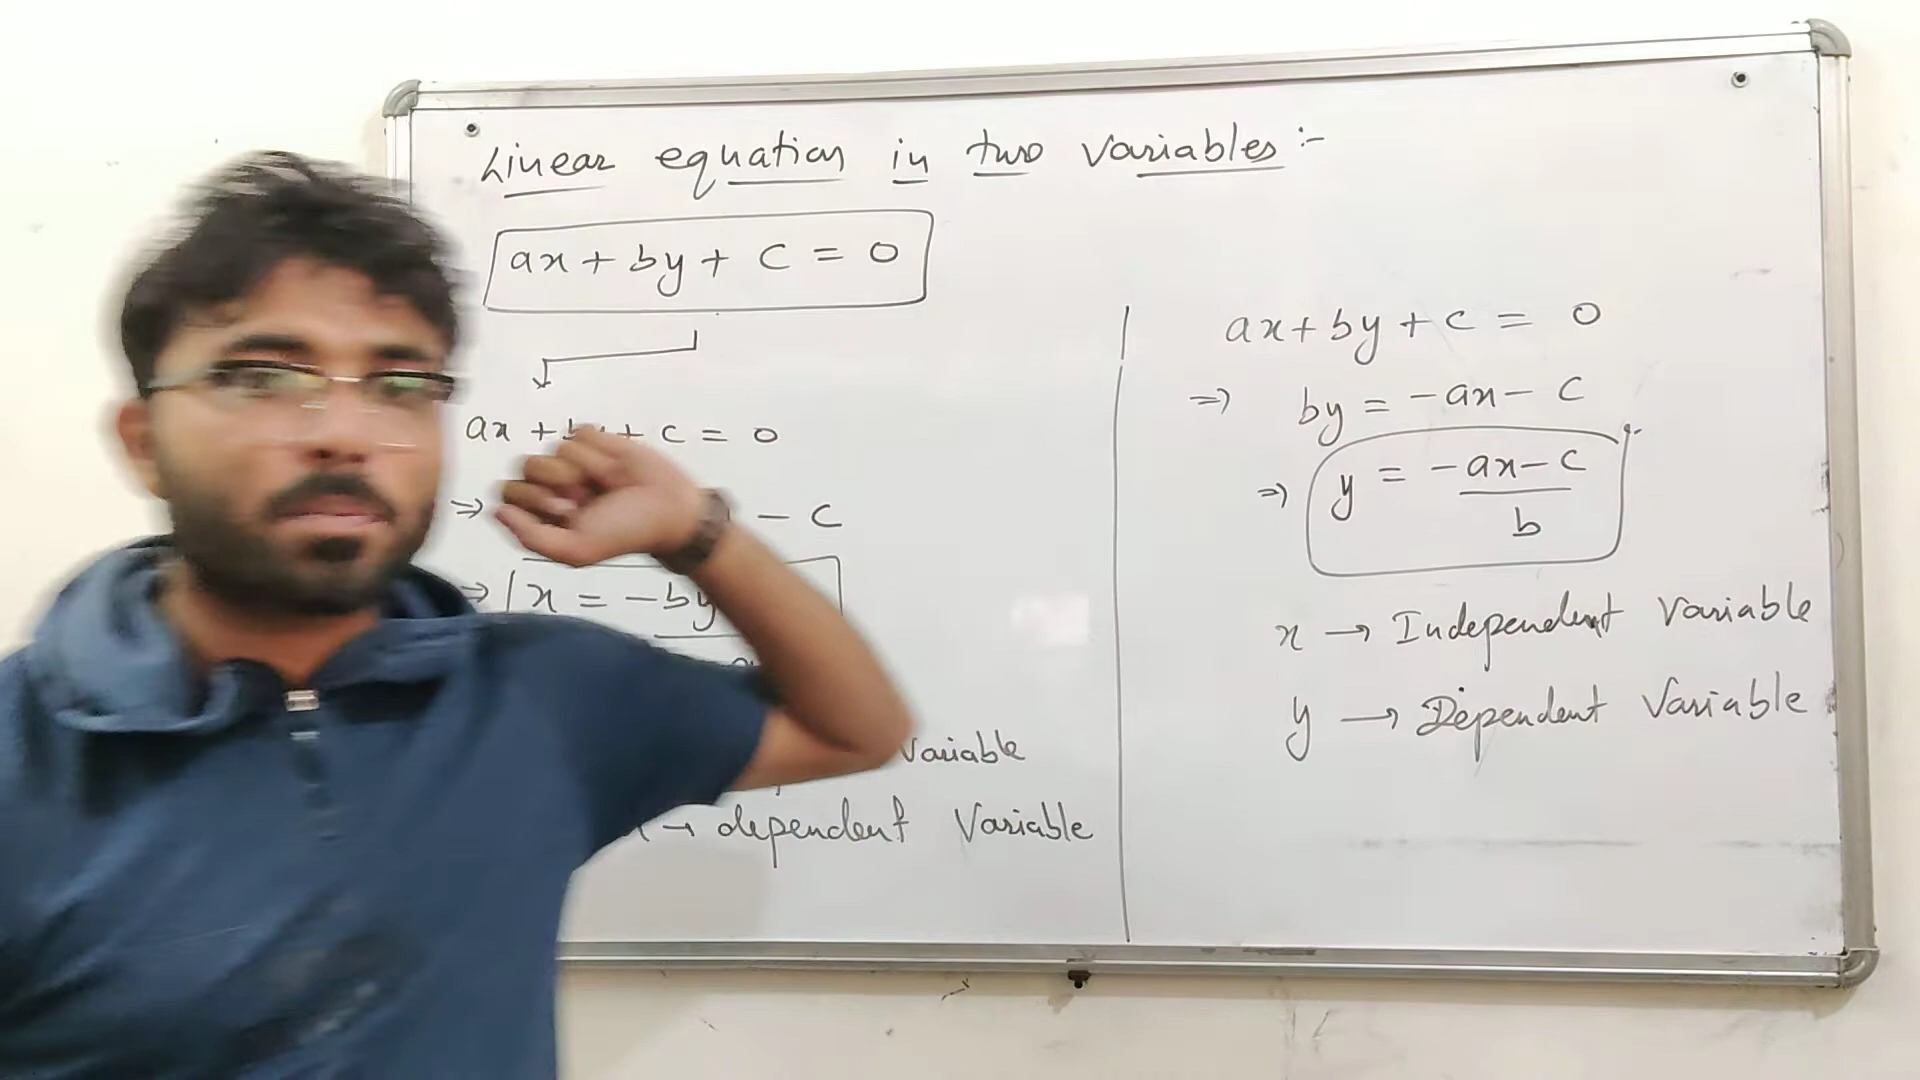 Linear equation in two variables :-
ax + by + c = 0
ax + by + c = 0
⇒ - c
⇒ x = -by
variable
x → dependent Variable
ax + by + c = 0
⇒ by = -ax - c
⇒ y = -ax - c
b
x → Independent Variable
y → Dependent Variable